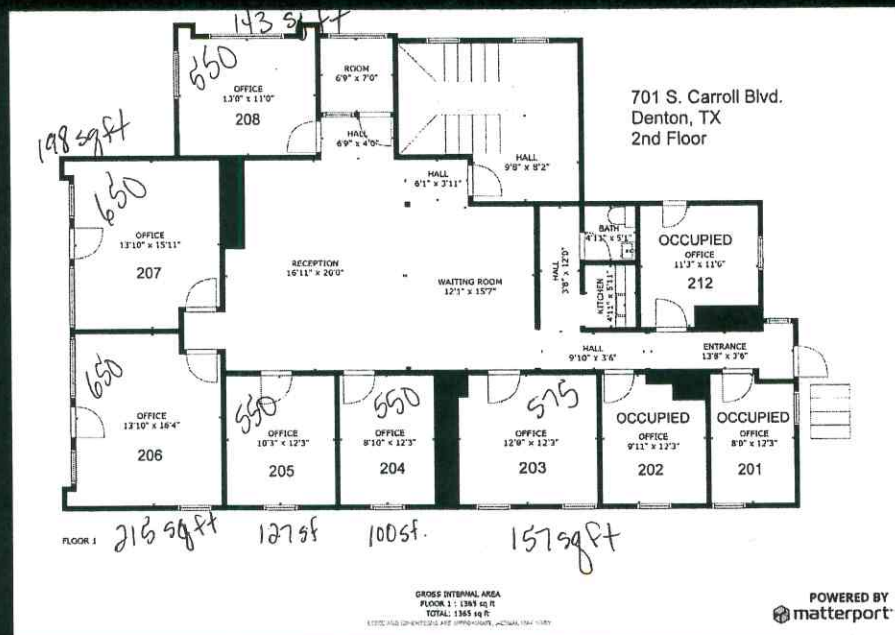 143 sq ft
550
OFFICE
13'0" x 11'0"
208
ROOM
6'9" x 7'0"
HALL
6'9" x 4'0"
HALL
9'8" x 8'2"
HALL
6'1" x 3'11"
701 S. Carroll Blvd.
Denton, TX
2nd Floor
198 sq ft
650
OFFICE
13'10" x 15'11"
207
RECEPTION
16'11" x 20'0"
WAITING ROOM
12'1" x 15'7"
HALL
3'8" x 12'0"
BATH
4'11" x 5'1"
KITCHEN
4'11" x 5'11"
OCCUPIED
OFFICE
11'3" x 11'6"
212
HALL
9'10" x 3'6"
ENTRANCE
13'8" x 3'6"
650
OFFICE
13'10" x 16'4"
206
550
OFFICE
10'3" x 12'3"
205
550
OFFICE
8'10" x 12'3"
204
575
OFFICE
12'9" x 12'3"
203
OCCUPIED
OFFICE
9'11" x 12'3"
202
OCCUPIED
OFFICE
8'0" x 12'3"
201
FLOOR 1
215 sq ft
127 sf
100 sf.
157 sq ft
GROSS INTERNAL AREA
FLOOR 1 : 1365 sq ft
TOTAL: 1365 sq ft
POWERED BY
matterport